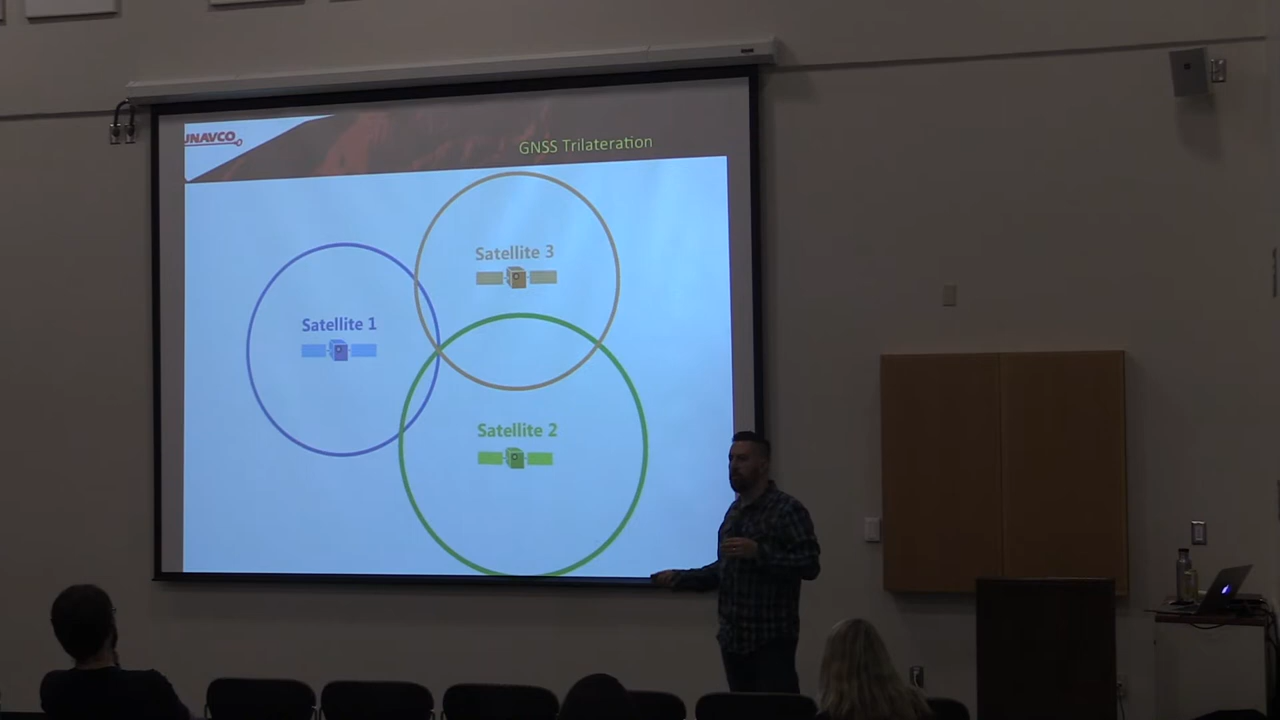 UNAVCO
GNSS Trilateration
Satellite 3
Satellite 1
Satellite 2